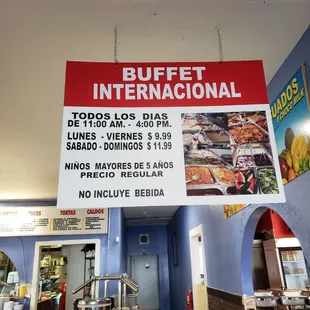 BUFFET
INTERNACIONAL
TODOS LOS DIAS
DE 11:00 AM. - 4:00 PM.
LUNES - VIERNES $ 9.99
SABADO - DOMINGOS $ 11.99
NIÑOS MAYORES DE 5 AÑOS
PRECIO REGULAR
NO INCLUYE BEBIDA
TACOS
TORTAS
CALDOS